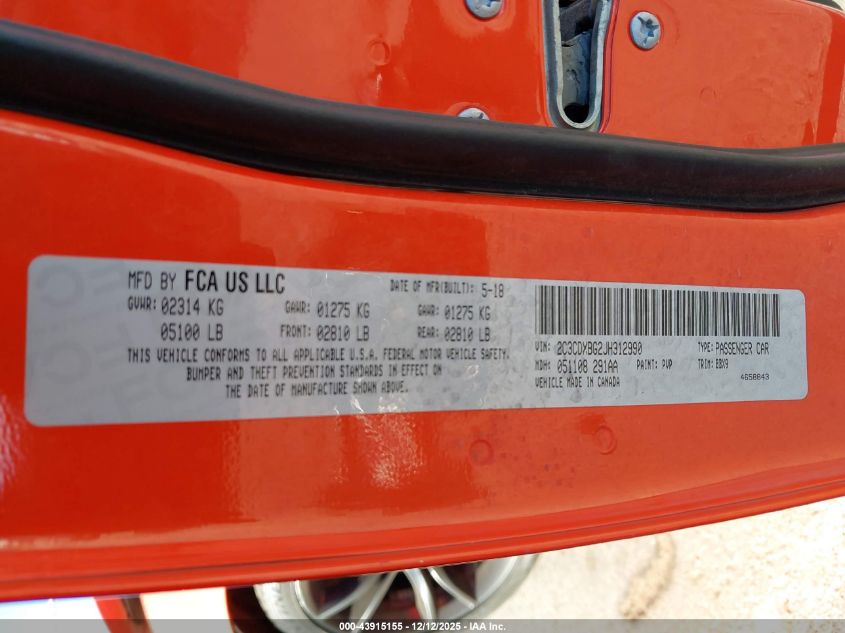 MFD BY FCA US LLC
DATE OF MFR(BUILT): 5-18
GVWR: 02314 KG
GAWR: 01275 KG
GAWR: 01275 KG
05100 LB
FRONT: 02810 LB
REAR: 02810 LB
THIS VEHICLE CONFORMS TO ALL APPLICABLE U.S.A. FEDERAL MOTOR VEHICLE SAFETY,
BUMPER AND THEFT PREVENTION STANDARDS IN EFFECT ON
THE DATE OF MANUFACTURE SHOWN ABOVE.
VIN: 2C3CDXBG2JH312990
TYPE: PASSENGER CAR
MDH: 051108 291AA
PAINT: PVP
TRIM: BBX9
VEHICLE MADE IN CANADA
4658843
000-43915155 - 12/12/2025 - IAA Inc.